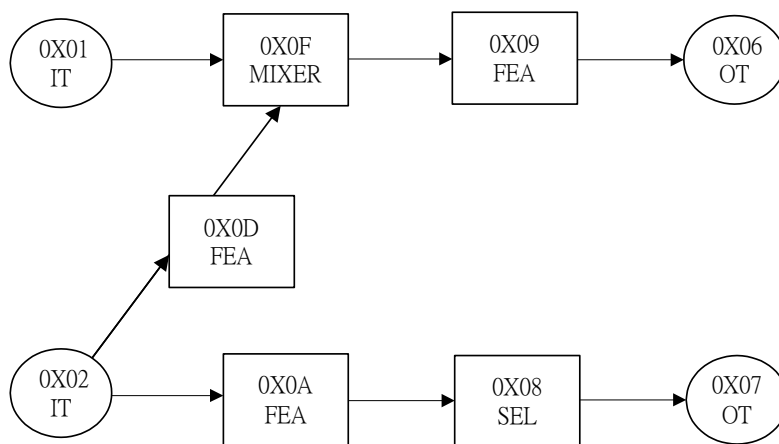 0X01
IT
0X0F
MIXER
0X09
FEA
0X06
OT
0X0D
FEA
0X02
IT
0X0A
FEA
0X08
SEL
0X07
OT